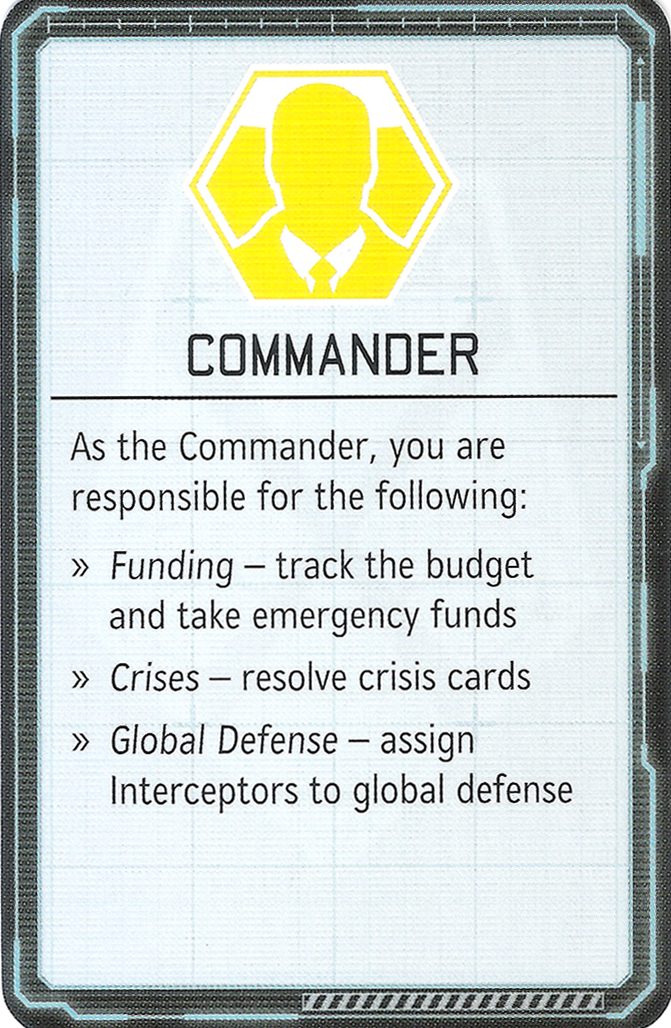 COMMANDER
As the Commander, you are
responsible for the following:
» Funding – track the budget
and take emergency funds
» Crises – resolve crisis cards
» Global Defense – assign
Interceptors to global defense